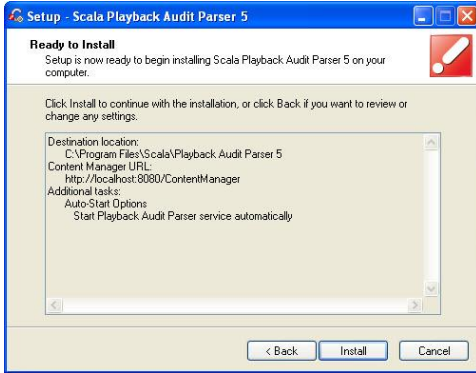 Setup - Scala Playback Audit Parser 5
Ready to Install
Setup is now ready to begin installing Scala Playback Audit Parser 5 on your
computer.
Click Install to continue with the installation, or click Back if you want to review or
change any settings.
Destination location:
C:\Program Files\Scala\Playback Audit Parser 5
Content Manager URL:
http://localhost:8080/ContentManager
Additional tasks:
Auto-Start Options
Start Playback Audit Parser service automatically
< Back
Install
Cancel